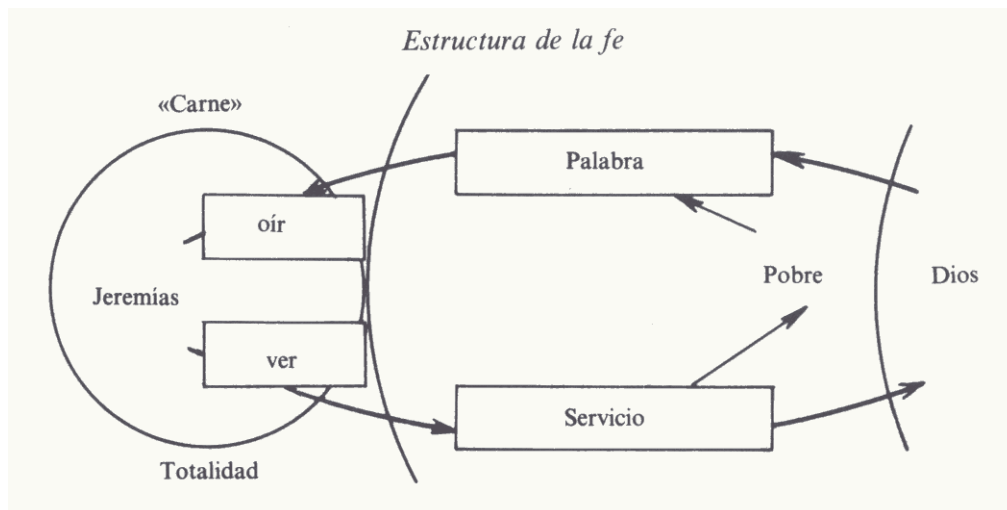 Estructura de la fe
«Carne»
Palabra
oír
Jeremías
Pobre
Dios
ver
Servicio
Totalidad